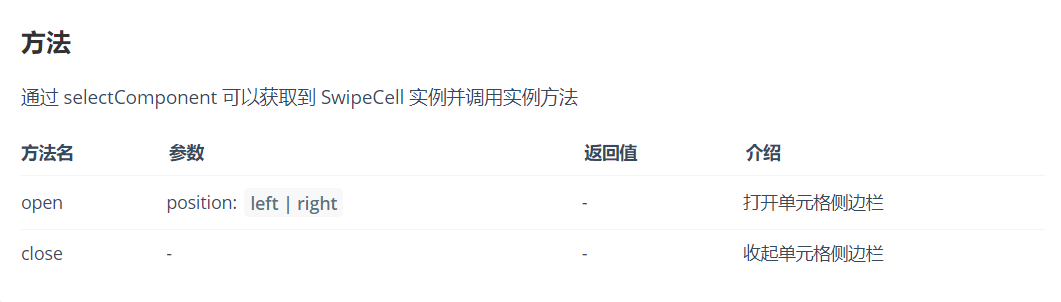 方法
通过 selectComponent 可以获取到 SwipeCell 实例并调用实例方法
方法名 参数 返回值 介绍
open position: left | right - 打开单元格侧边栏
close - - 收起单元格侧边栏